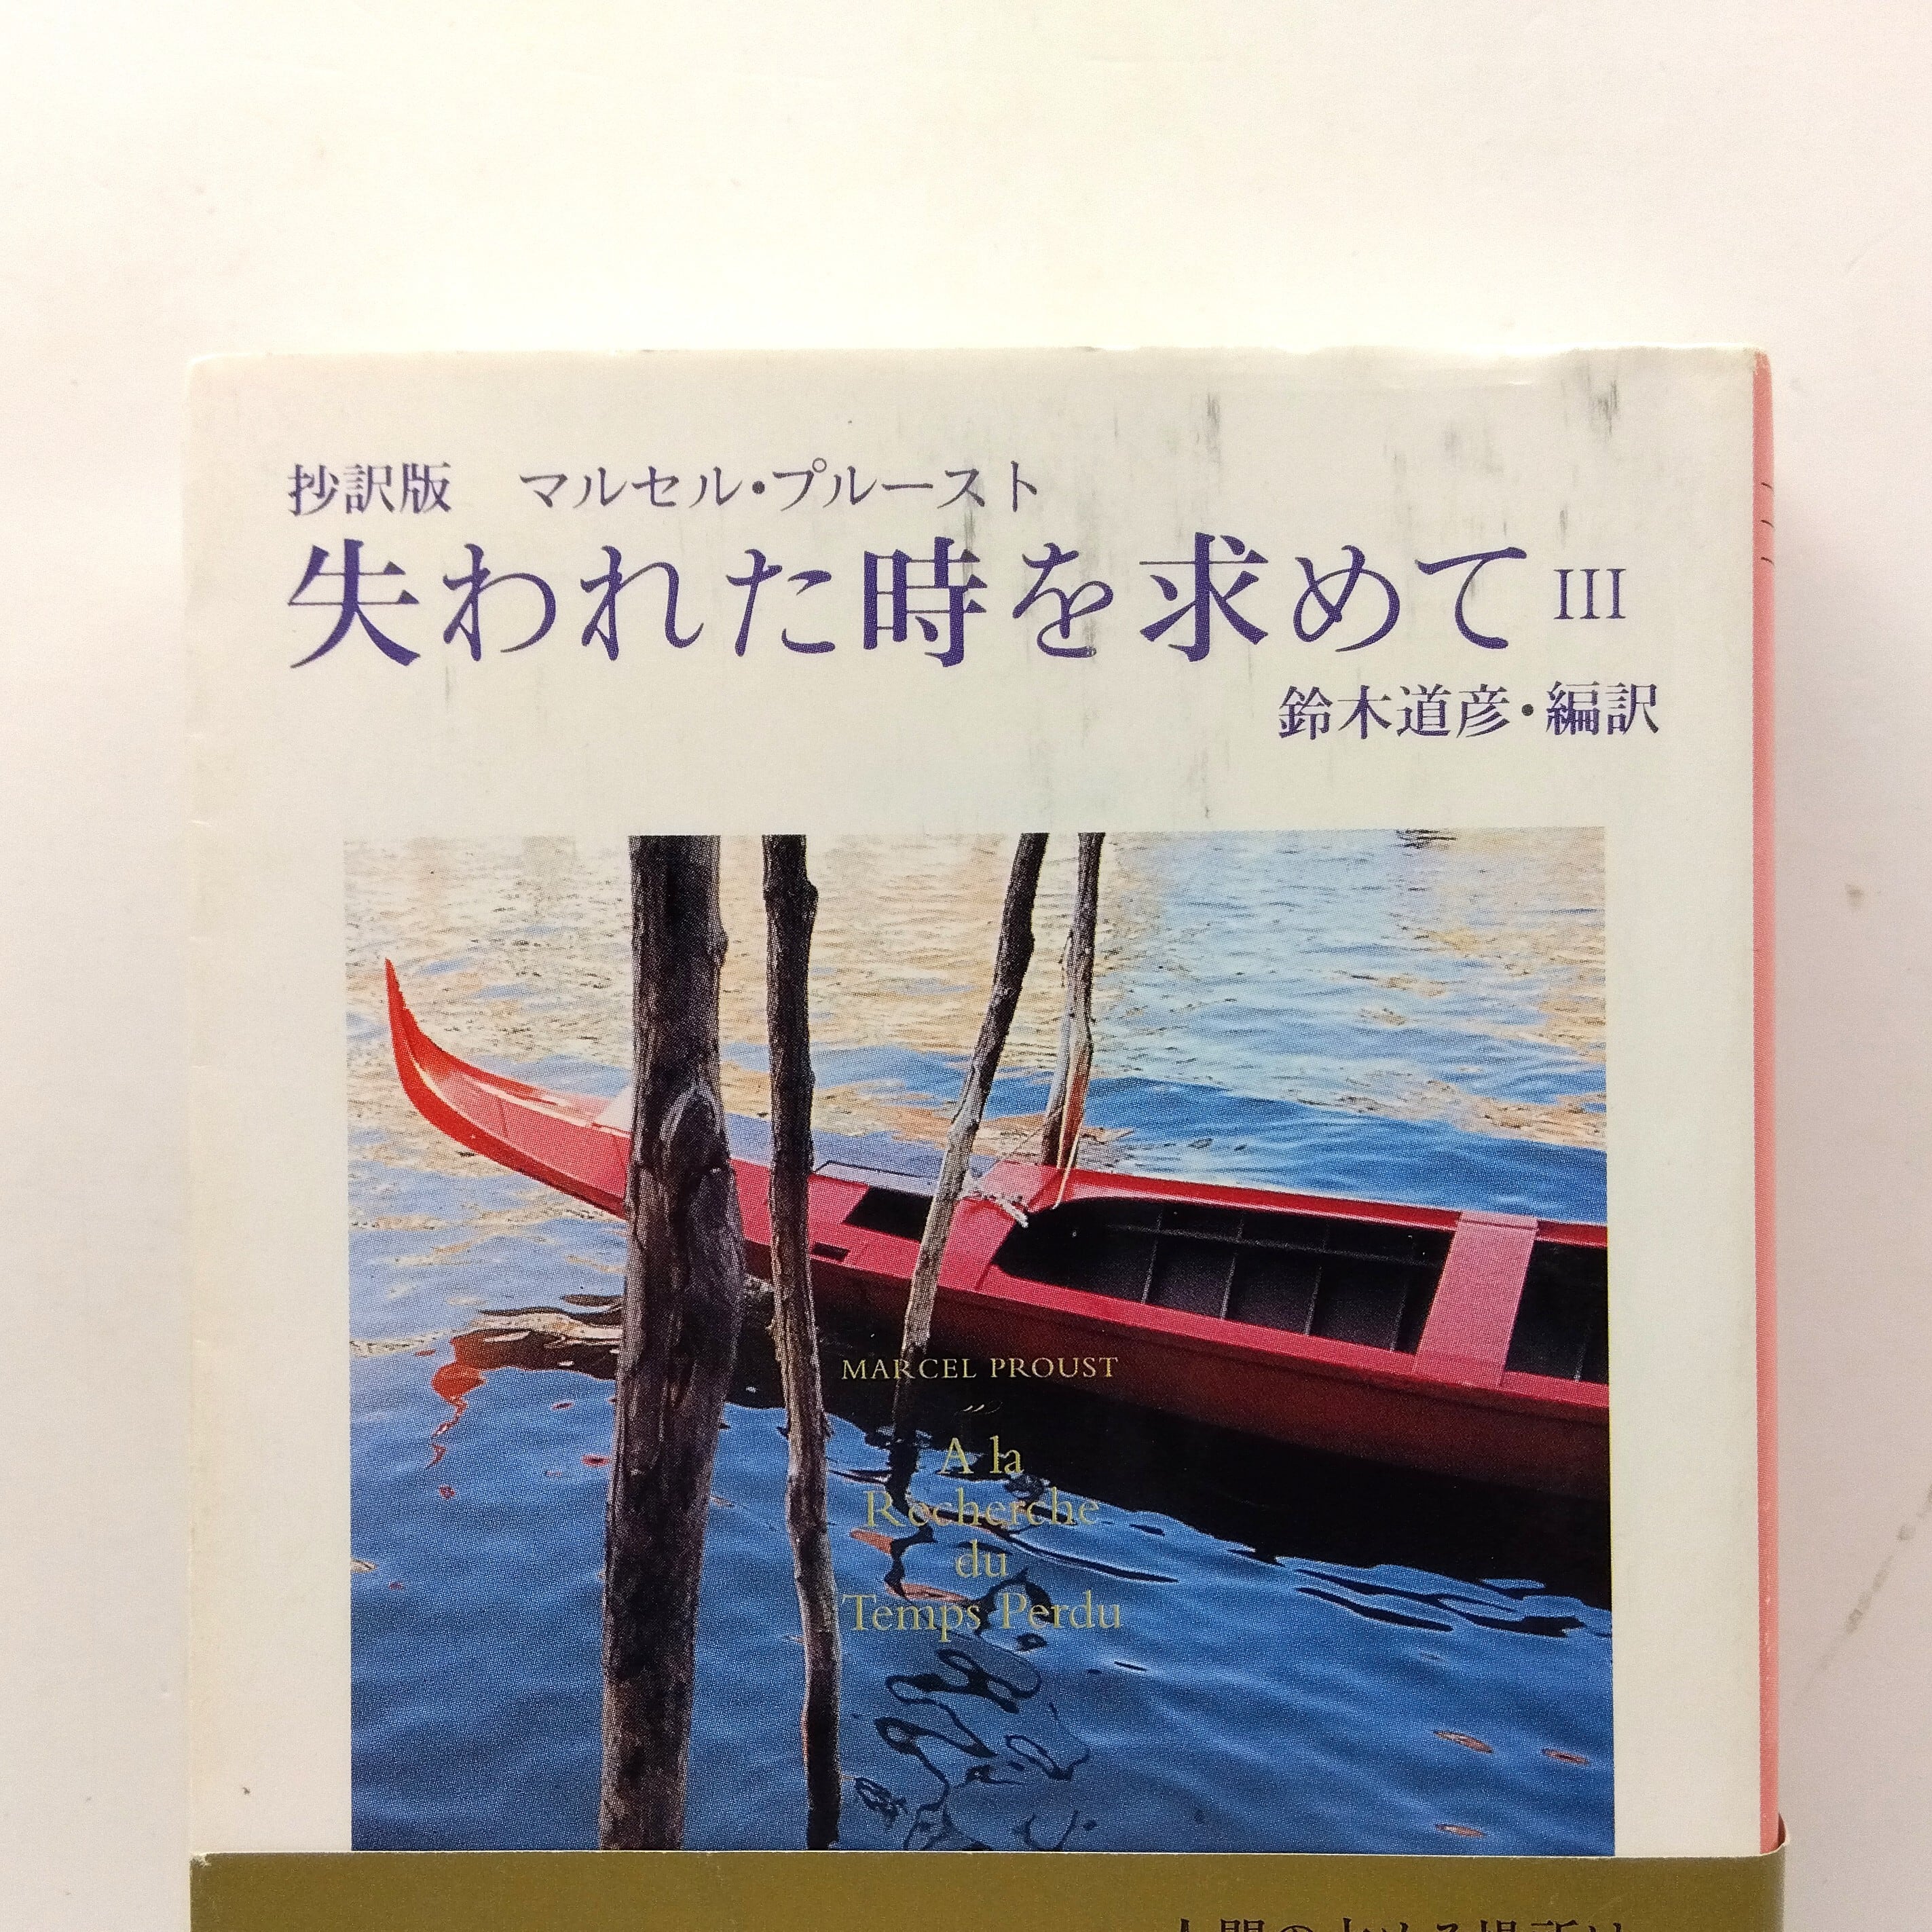 抄訳版　マルセル・プルースト
失われた時を求めて III
鈴木道彦・編訳
MARCEL PROUST
A la
Recherche
du
Temps Perdu